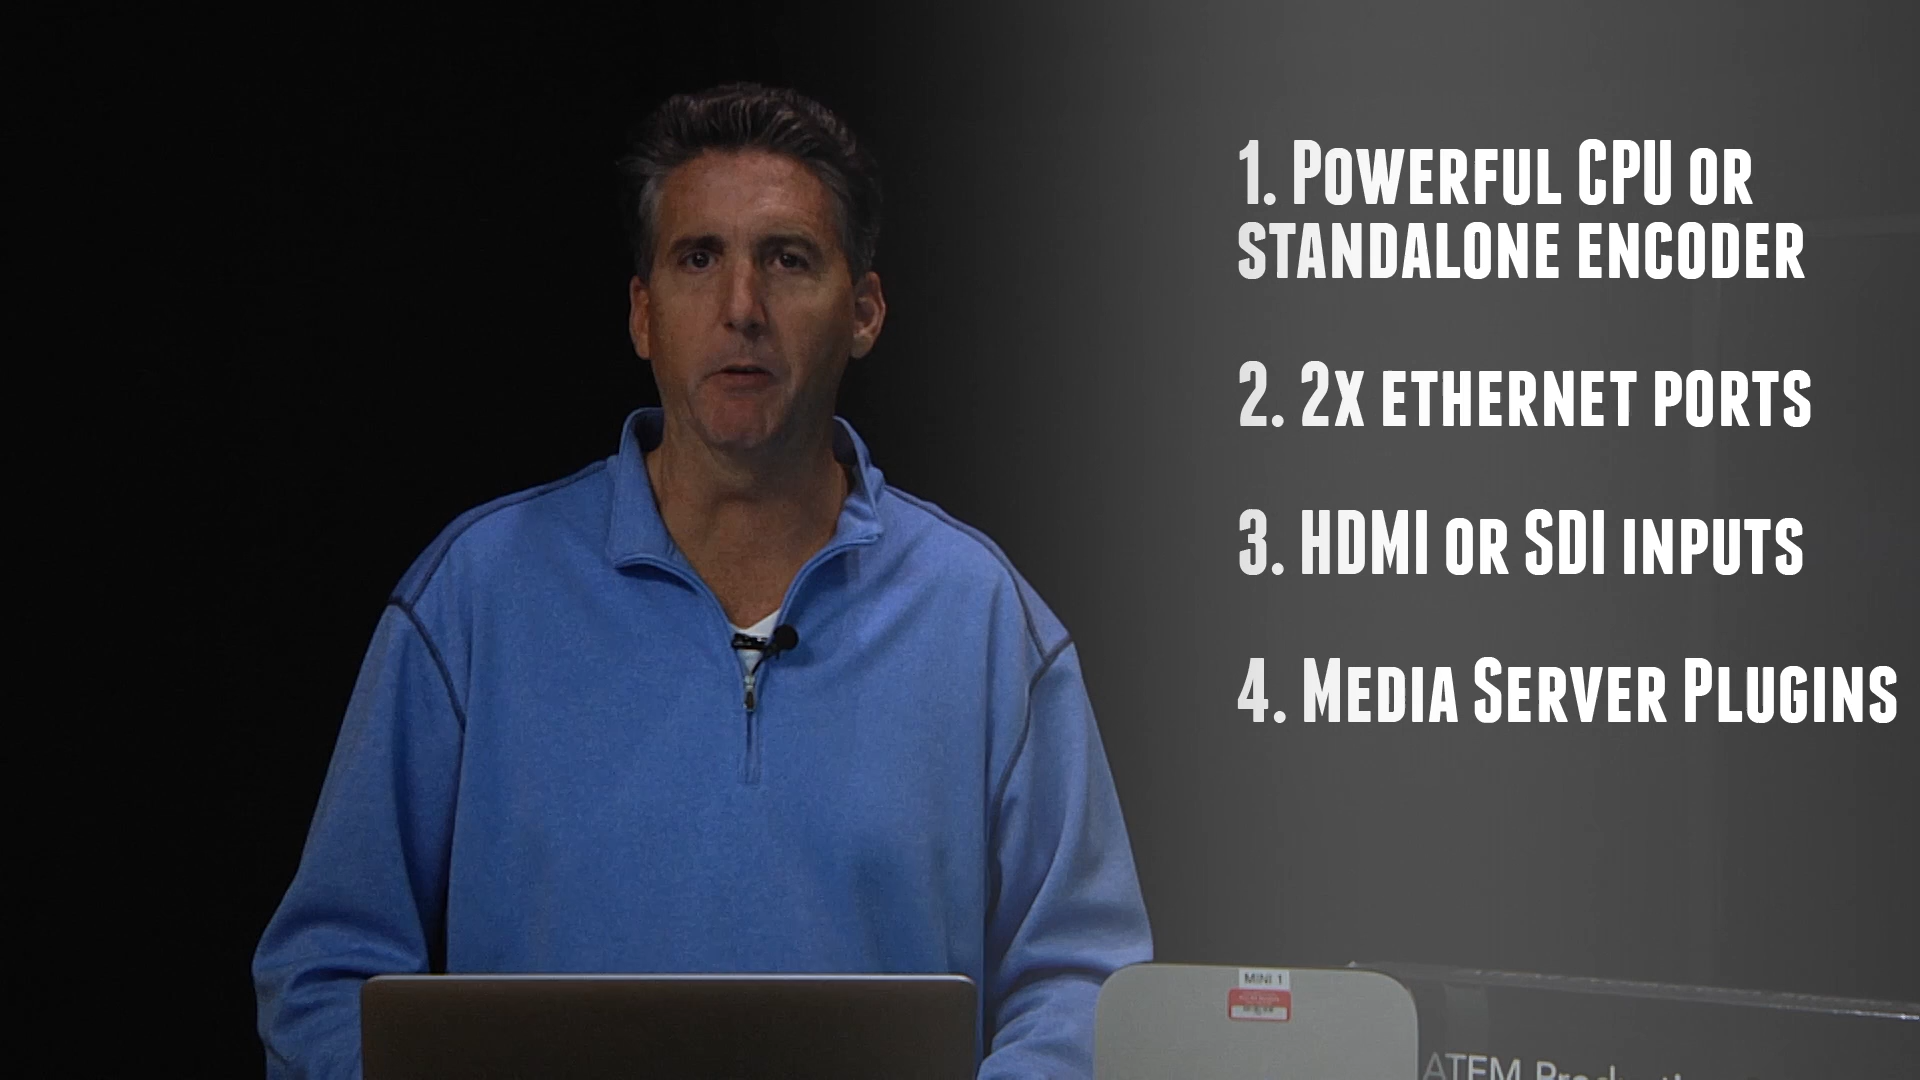 1. Powerful CPU or
standalone encoder
2. 2x ethernet ports
3. HDMI or SDI inputs
4. Media Server Plugins
MINI 1
ATEM